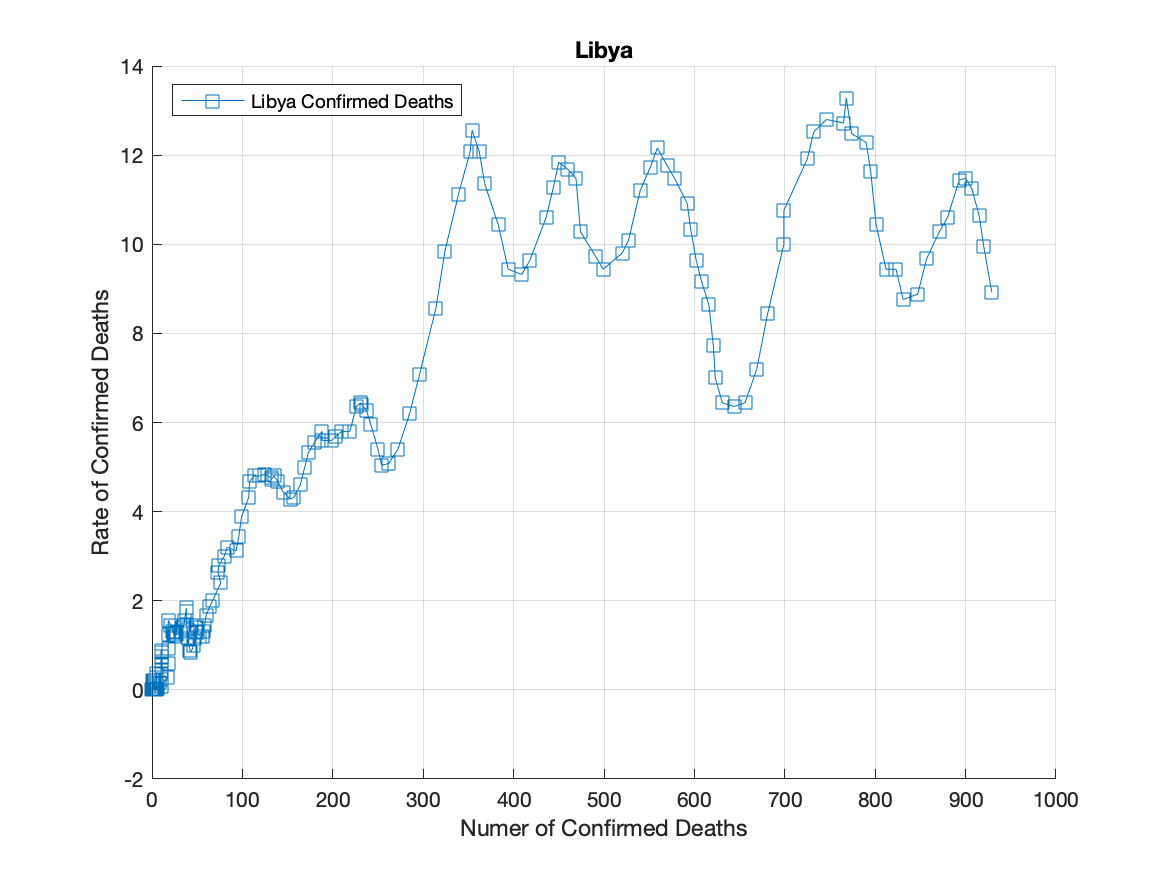 Libya
Libya Confirmed Deaths
14
12
10
8
6
4
2
0
-2
Rate of Confirmed Deaths
0 100 200 300 400 500 600 700 800 900 1000
Numer of Confirmed Deaths